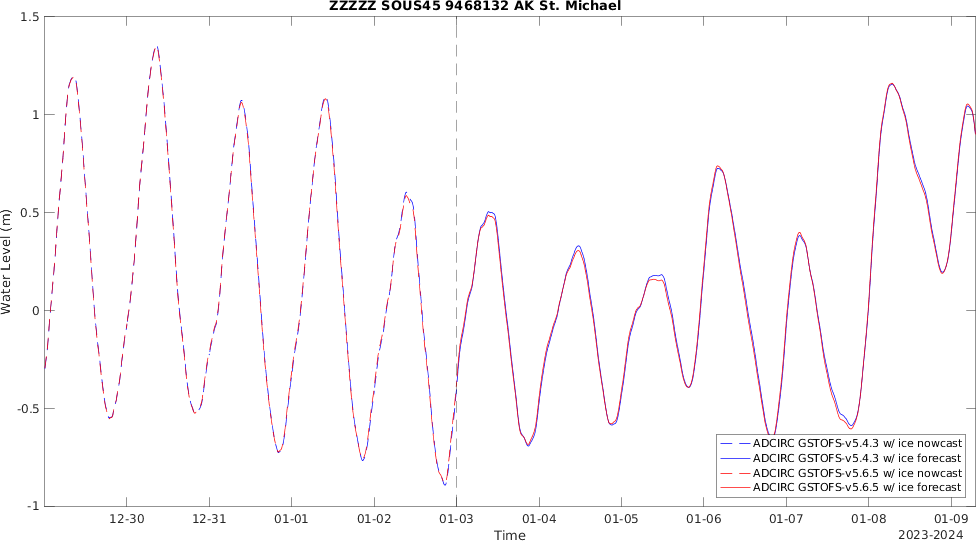 ZZZZZ SOUS45 9468132 AK St. Michael
Water Level (m)
1.5
1
0.5
0
-0.5
-1
ADCIRC GSTOFS-v5.4.3 w/ ice nowcast
ADCIRC GSTOFS-v5.4.3 w/ ice forecast
ADCIRC GSTOFS-v5.6.5 w/ ice nowcast
ADCIRC GSTOFS-v5.6.5 w/ ice forecast
12-30 12-31 01-01 01-02 01-03 01-04 01-05 01-06 01-07 01-08 01-09
Time
2023-2024